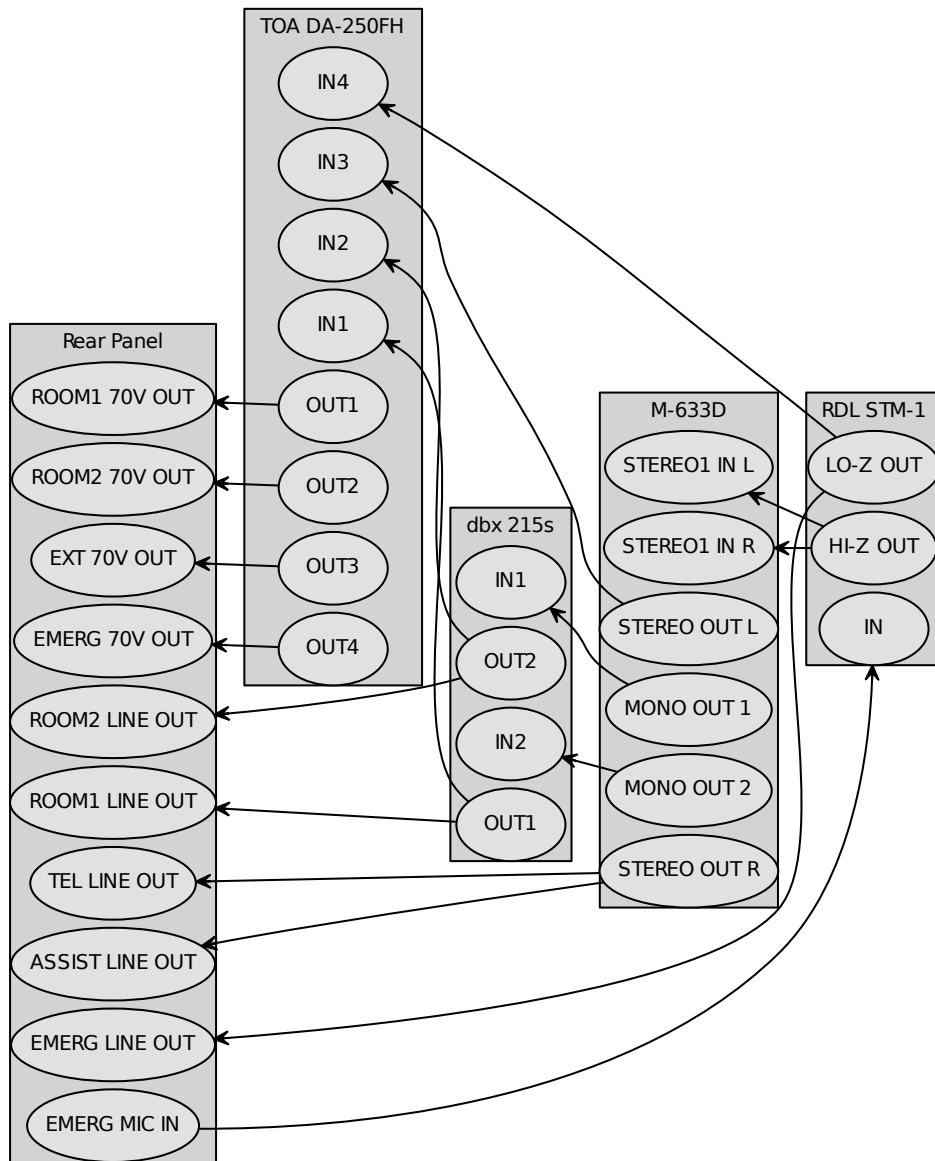 TOA DA-250FH
IN4
IN3
IN2
IN1
OUT1
OUT2
OUT3
OUT4
Rear Panel
ROOM1 70V OUT
ROOM2 70V OUT
EXT 70V OUT
EMERG 70V OUT
ROOM2 LINE OUT
ROOM1 LINE OUT
TEL LINE OUT
ASSIST LINE OUT
EMERG LINE OUT
EMERG MIC IN
dbx 215s
IN1
OUT2
IN2
OUT1
M-633D
STEREO1 IN L
STEREO1 IN R
STEREO OUT L
MONO OUT 1
MONO OUT 2
STEREO OUT R
RDL STM-1
LO-Z OUT
HI-Z OUT
IN